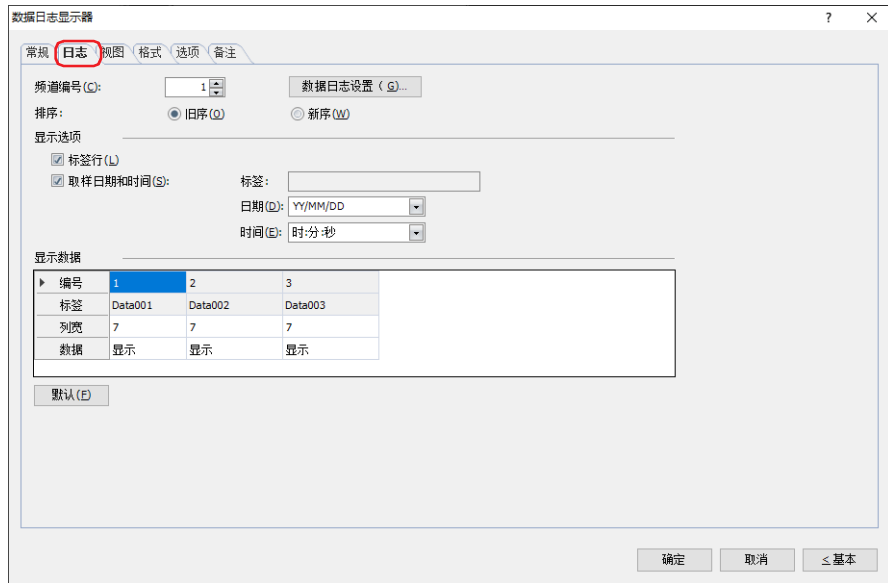 数据日志显示器 ?
常规 日志 视图 格式 选项 备注
频道编号(C): 1 数据日志设置 ( G)...
排序: 旧序(O) 新序(W)
显示选项
标签行(L)
取样日期和时间(S): 标签:
日期(D): YY/MM/DD
时间(E): 时:分:秒
显示数据
编号 1 2 3
标签 Data001 Data002 Data003
列宽 7 7 7
数据 显示 显示 显示
默认(F)
确定 取消 <基本